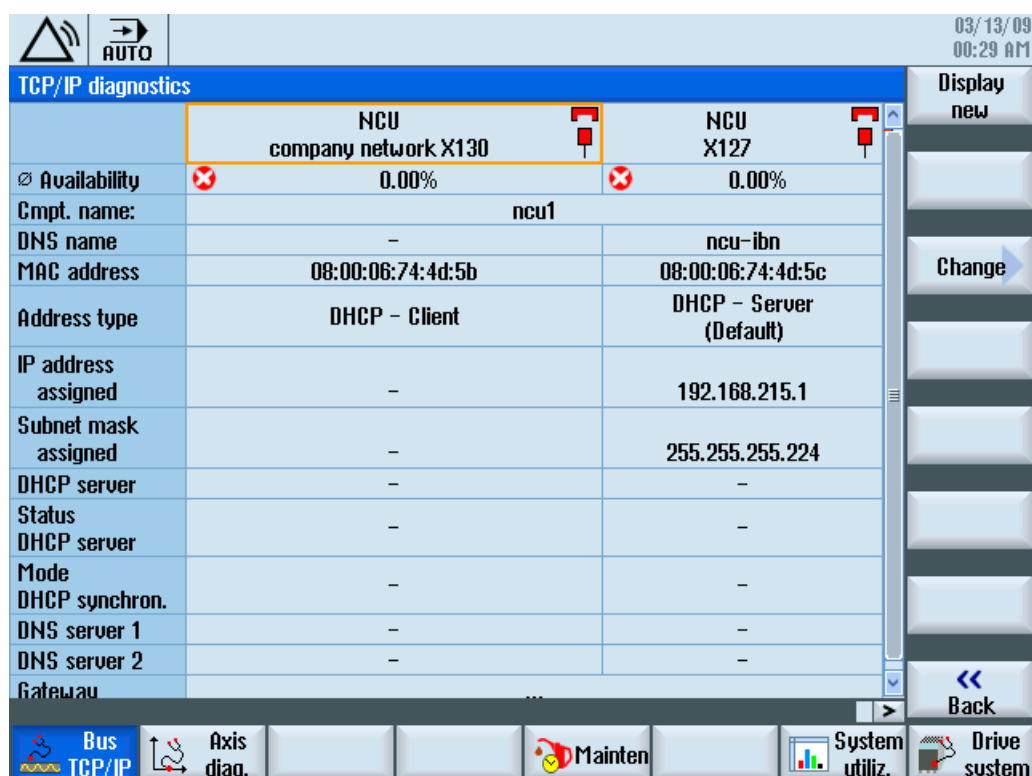 03/13/09
00:29 AM
AUTO
TCP/IP diagnostics
Display
new
NCU
company network X130
NCU
X127
Ø Availability 0.00% 0.00%
Cmpt. name: ncu1
DNS name - ncu-ibn
MAC address 08:00:06:74:4d:5b 08:00:06:74:4d:5c
Change
Address type DHCP - Client DHCP - Server
(Default)
IP address
assigned - 192.168.215.1
Subnet mask
assigned - 255.255.255.224
DHCP server - -
Status
DHCP server - -
Mode
DHCP synchron. - -
DNS server 1 - -
DNS server 2 - -
Gateway ...
<<
Back
>
Bus
TCP/IP
Axis
diag.
Mainten
System
utiliz.
Drive
system